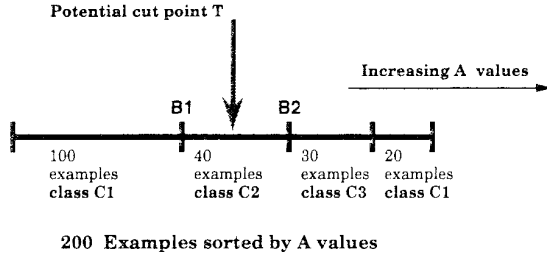 Potential cut point T
Increasing A values
B1 B2
100 40 30 20
examples examples examples examples
class C1 class C2 class C3 class C1
200 Examples sorted by A values